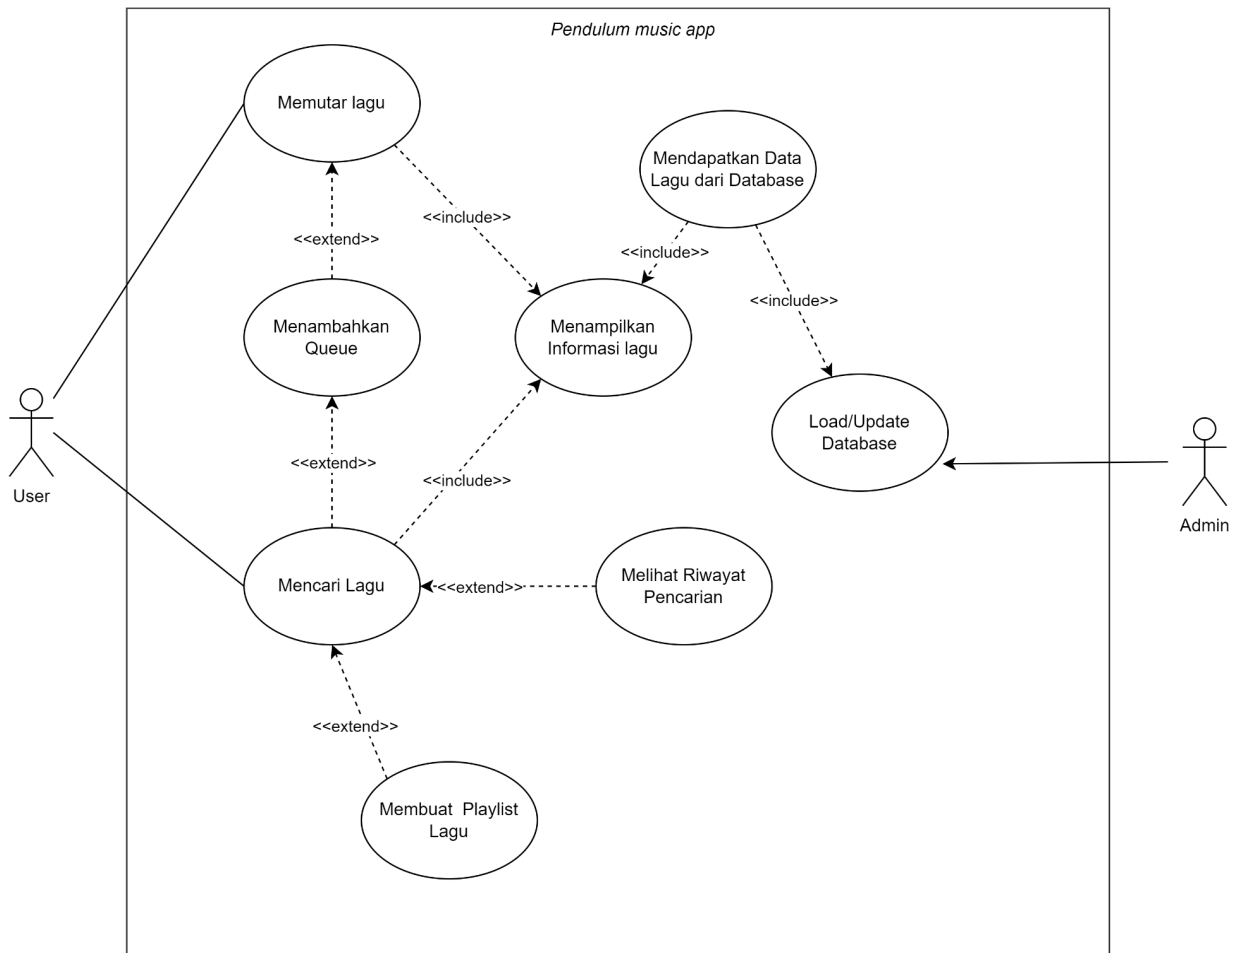 Pendulum music app
Memutar lagu
Mendapatkan Data
Lagu dari Database
<<include>>
<<extend>>
<<include>>
<<include>>
Menambahkan
Queue
Menampilkan
Informasi lagu
User
Load/Update
Database
Admin
<<extend>>
<<include>>
Mencari Lagu
<<extend>>
Melihat Riwayat
Pencarian
<<extend>>
Membuat  Playlist
Lagu